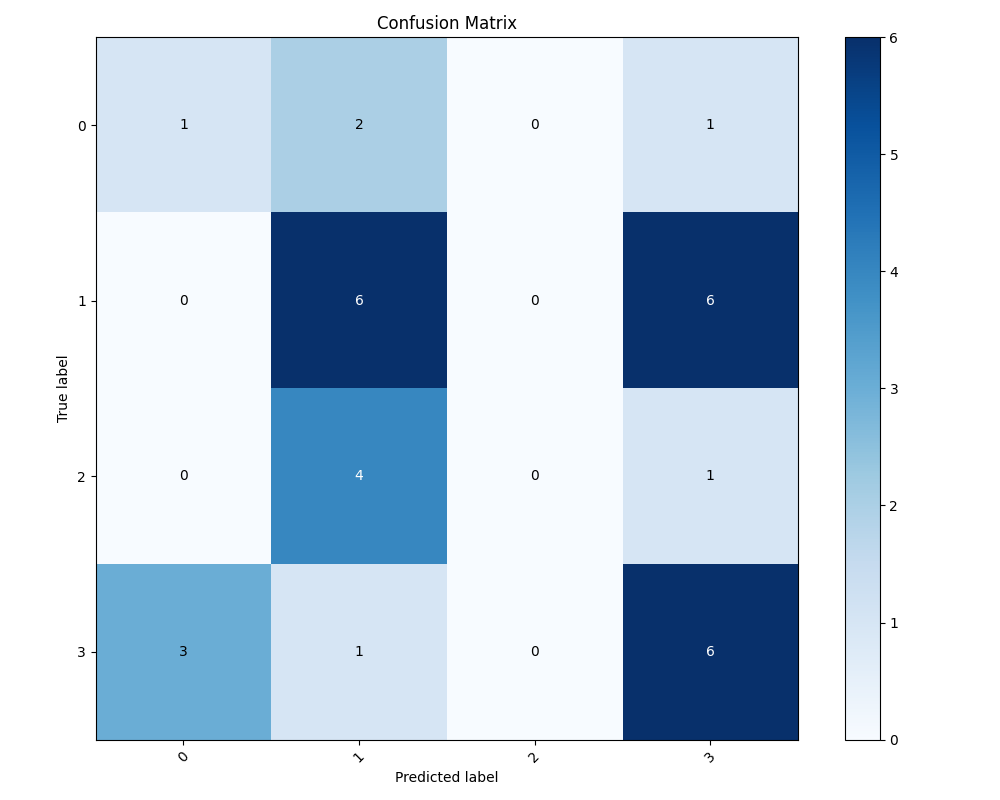 Confusion Matrix
0 1 2 0 1
1 0 6 0 6
2 0 4 0 1
3 3 1 0 6
0 1 2 3
Predicted label
True label
6
5
4
3
2
1
0